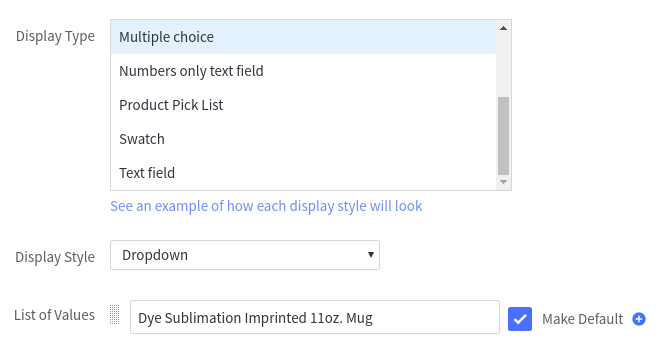 Display Type
Multiple choice
Numbers only text field
Product Pick List
Swatch
Text field
See an example of how each display style will look
Display Style
Dropdown
List of Values
Dye Sublimation Imprinted 11oz. Mug
Make Default